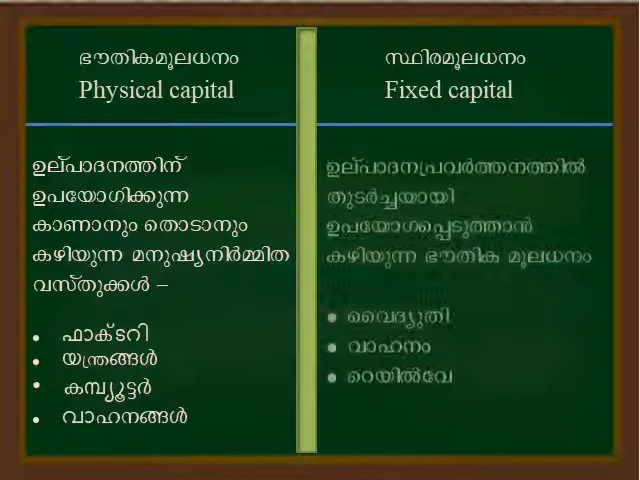 ഭൗതികമൂലധനം
Physical capital
ഉല്പാദനത്തിന്
ഉപയോഗിക്കുന്ന
കാണാനും തൊടാനും
കഴിയുന്ന മനുഷ്യനിർമ്മിത
വസ്തുക്കൾ –
• ഫാക്ടറി
• യന്ത്രങ്ങൾ
• കമ്പ്യൂട്ടർ
• വാഹനങ്ങൾ
സ്ഥിരമൂലധനം
Fixed capital
ഉല്പാദനപ്രവർത്തനത്തിൽ
തുടർച്ചയായി
ഉപയോഗപ്പെടുത്താൻ
കഴിയുന്ന ഭൗതിക മൂലധനം
• വൈദ്യുതി
• വാഹനം
• റെയിൽവേ